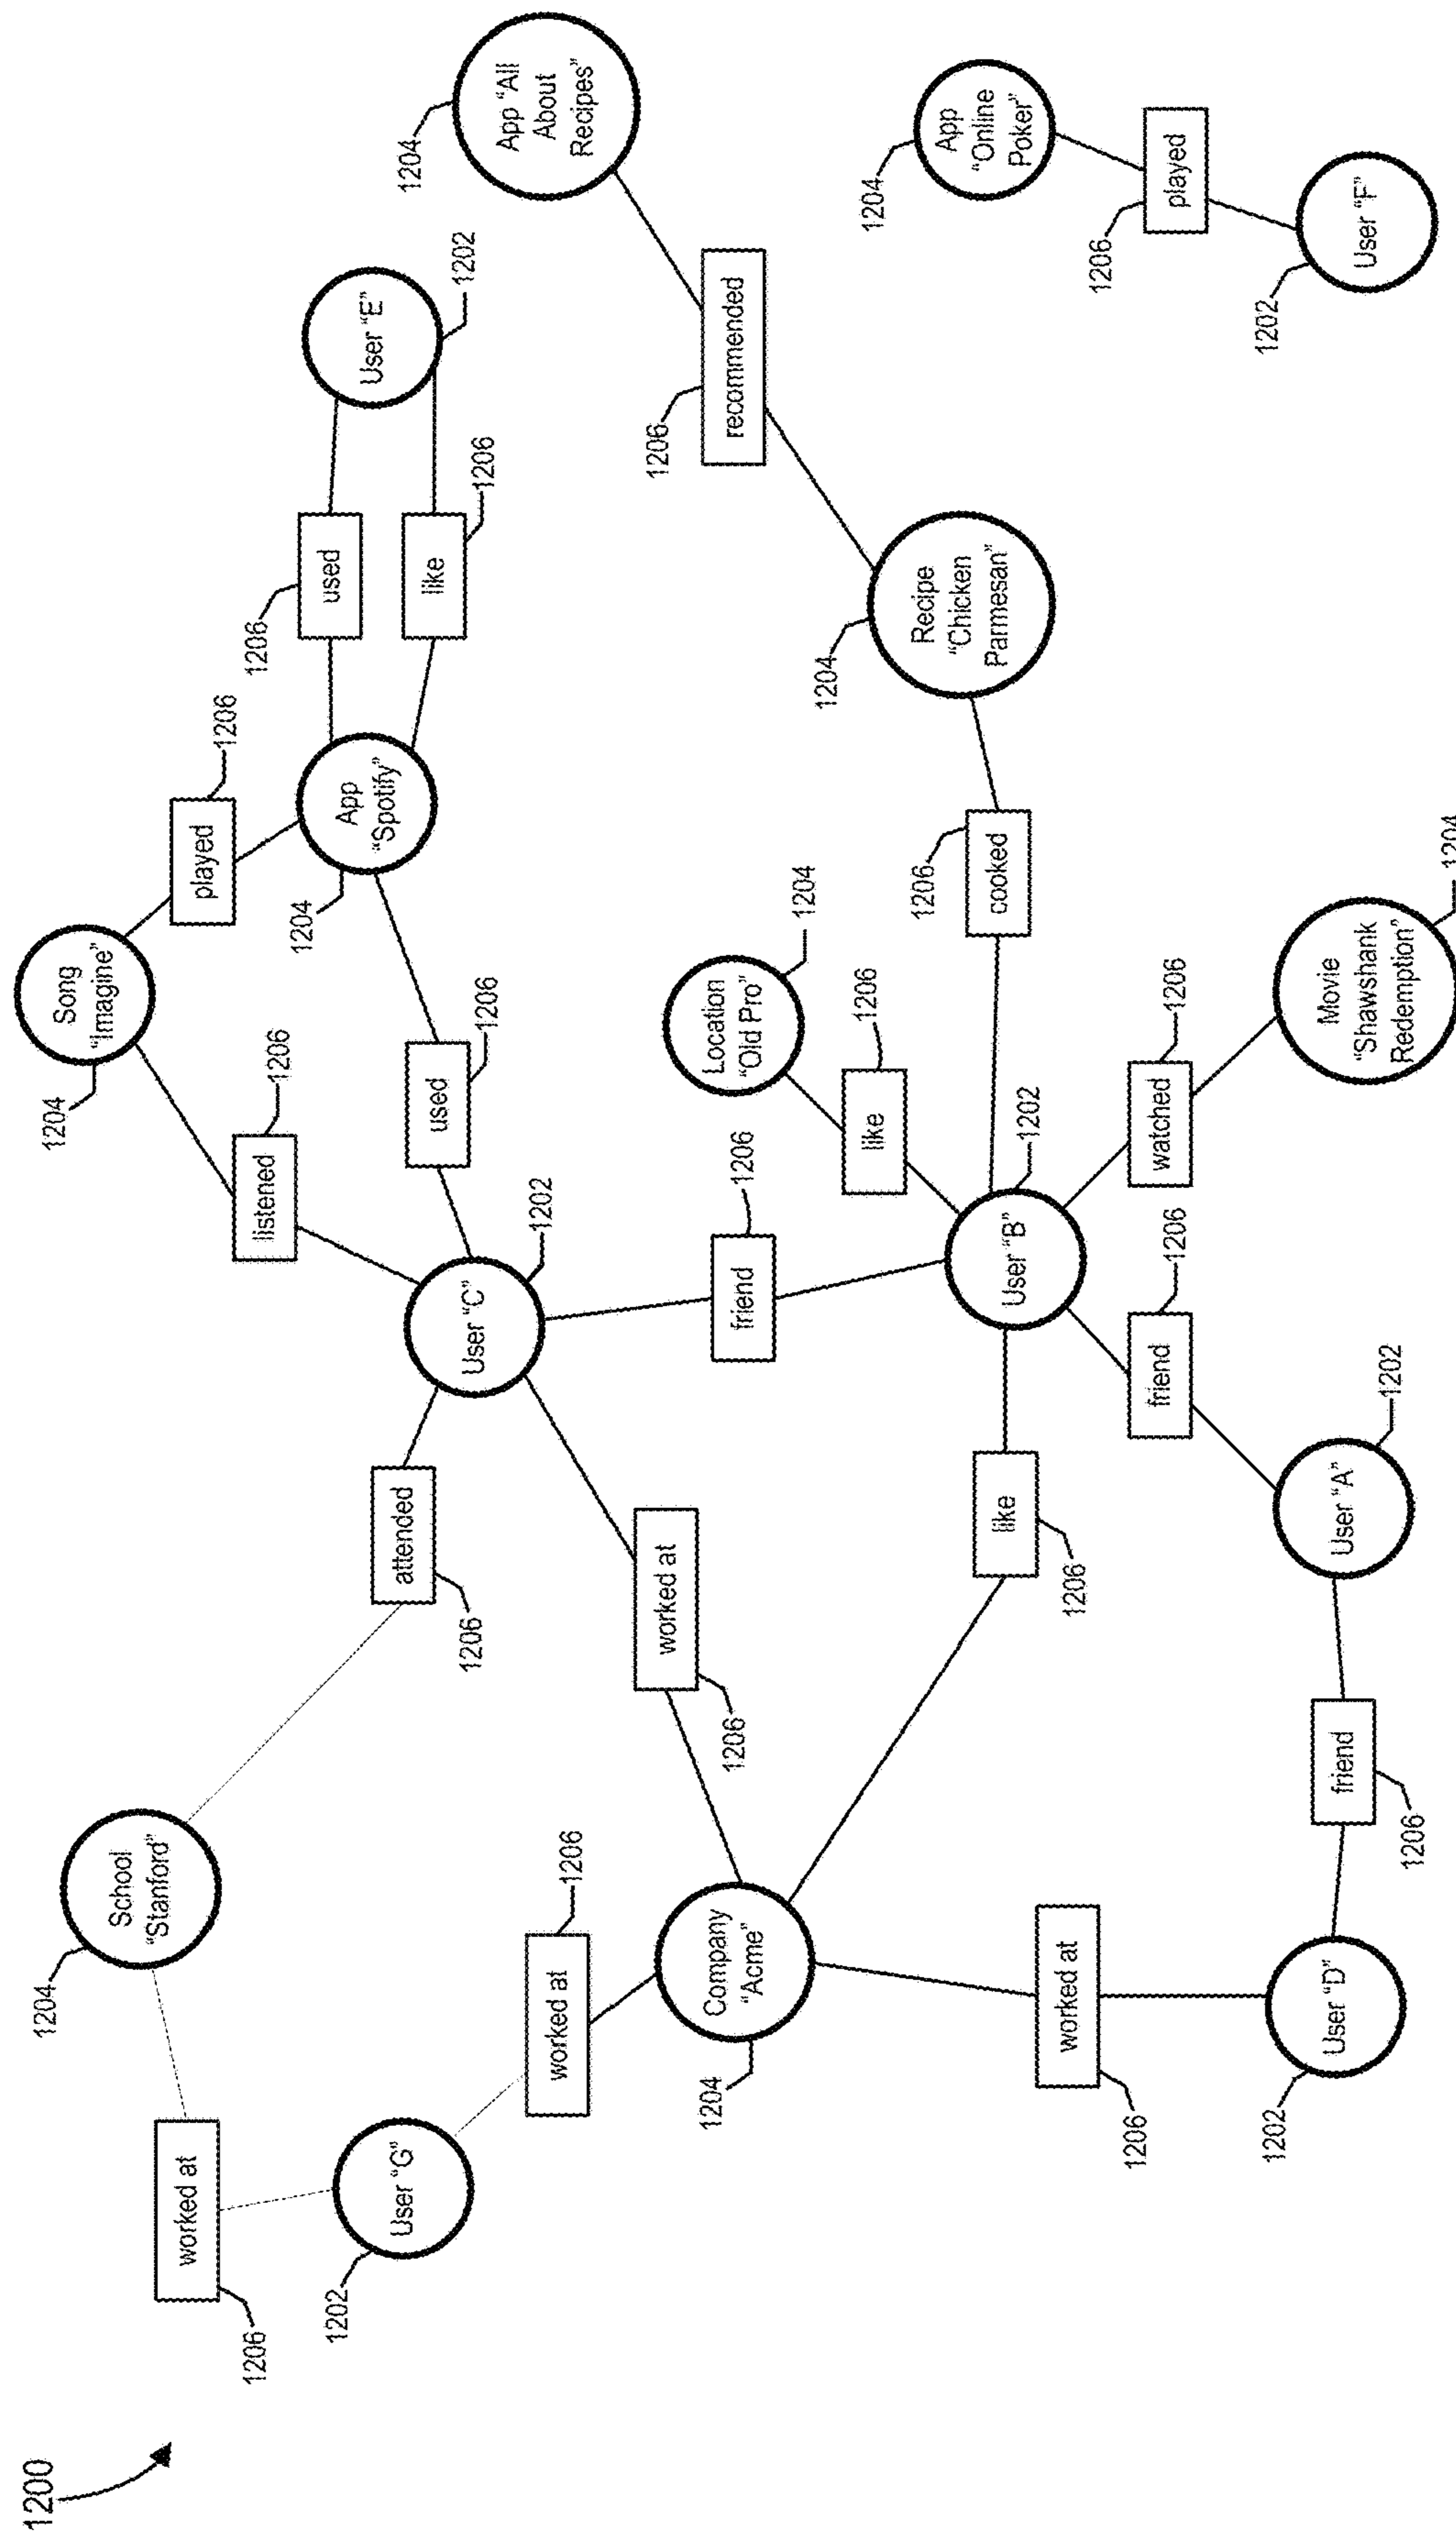 1200
1206
worked at
1202
User "G"
1204
School
"Stanford"
1206
worked at
1204
Company
"Acme"
1206
attended
1206
worked at
1206
worked at
1202
User "D"
1206
friend
1204
Song
"Imagine"
1206
listened
1206
played
1204
App
"Spotify"
1206
used
1206
used
1206
like
1202
User "E"
1202
User "C"
1206
friend
1204
Location
"Old Pro"
1206
like
1204
App "All
About
Recipes"
1206
recommended
1204
Recipe
"Chicken
Parmesan"
1206
cooked
1202
User "B"
1206
like
1206
friend
1202
User "A"
1206
watched
1204
Movie
"Shawshank
Redemption"
1204
App
"Online
Poker"
1206
played
1202
User "F"